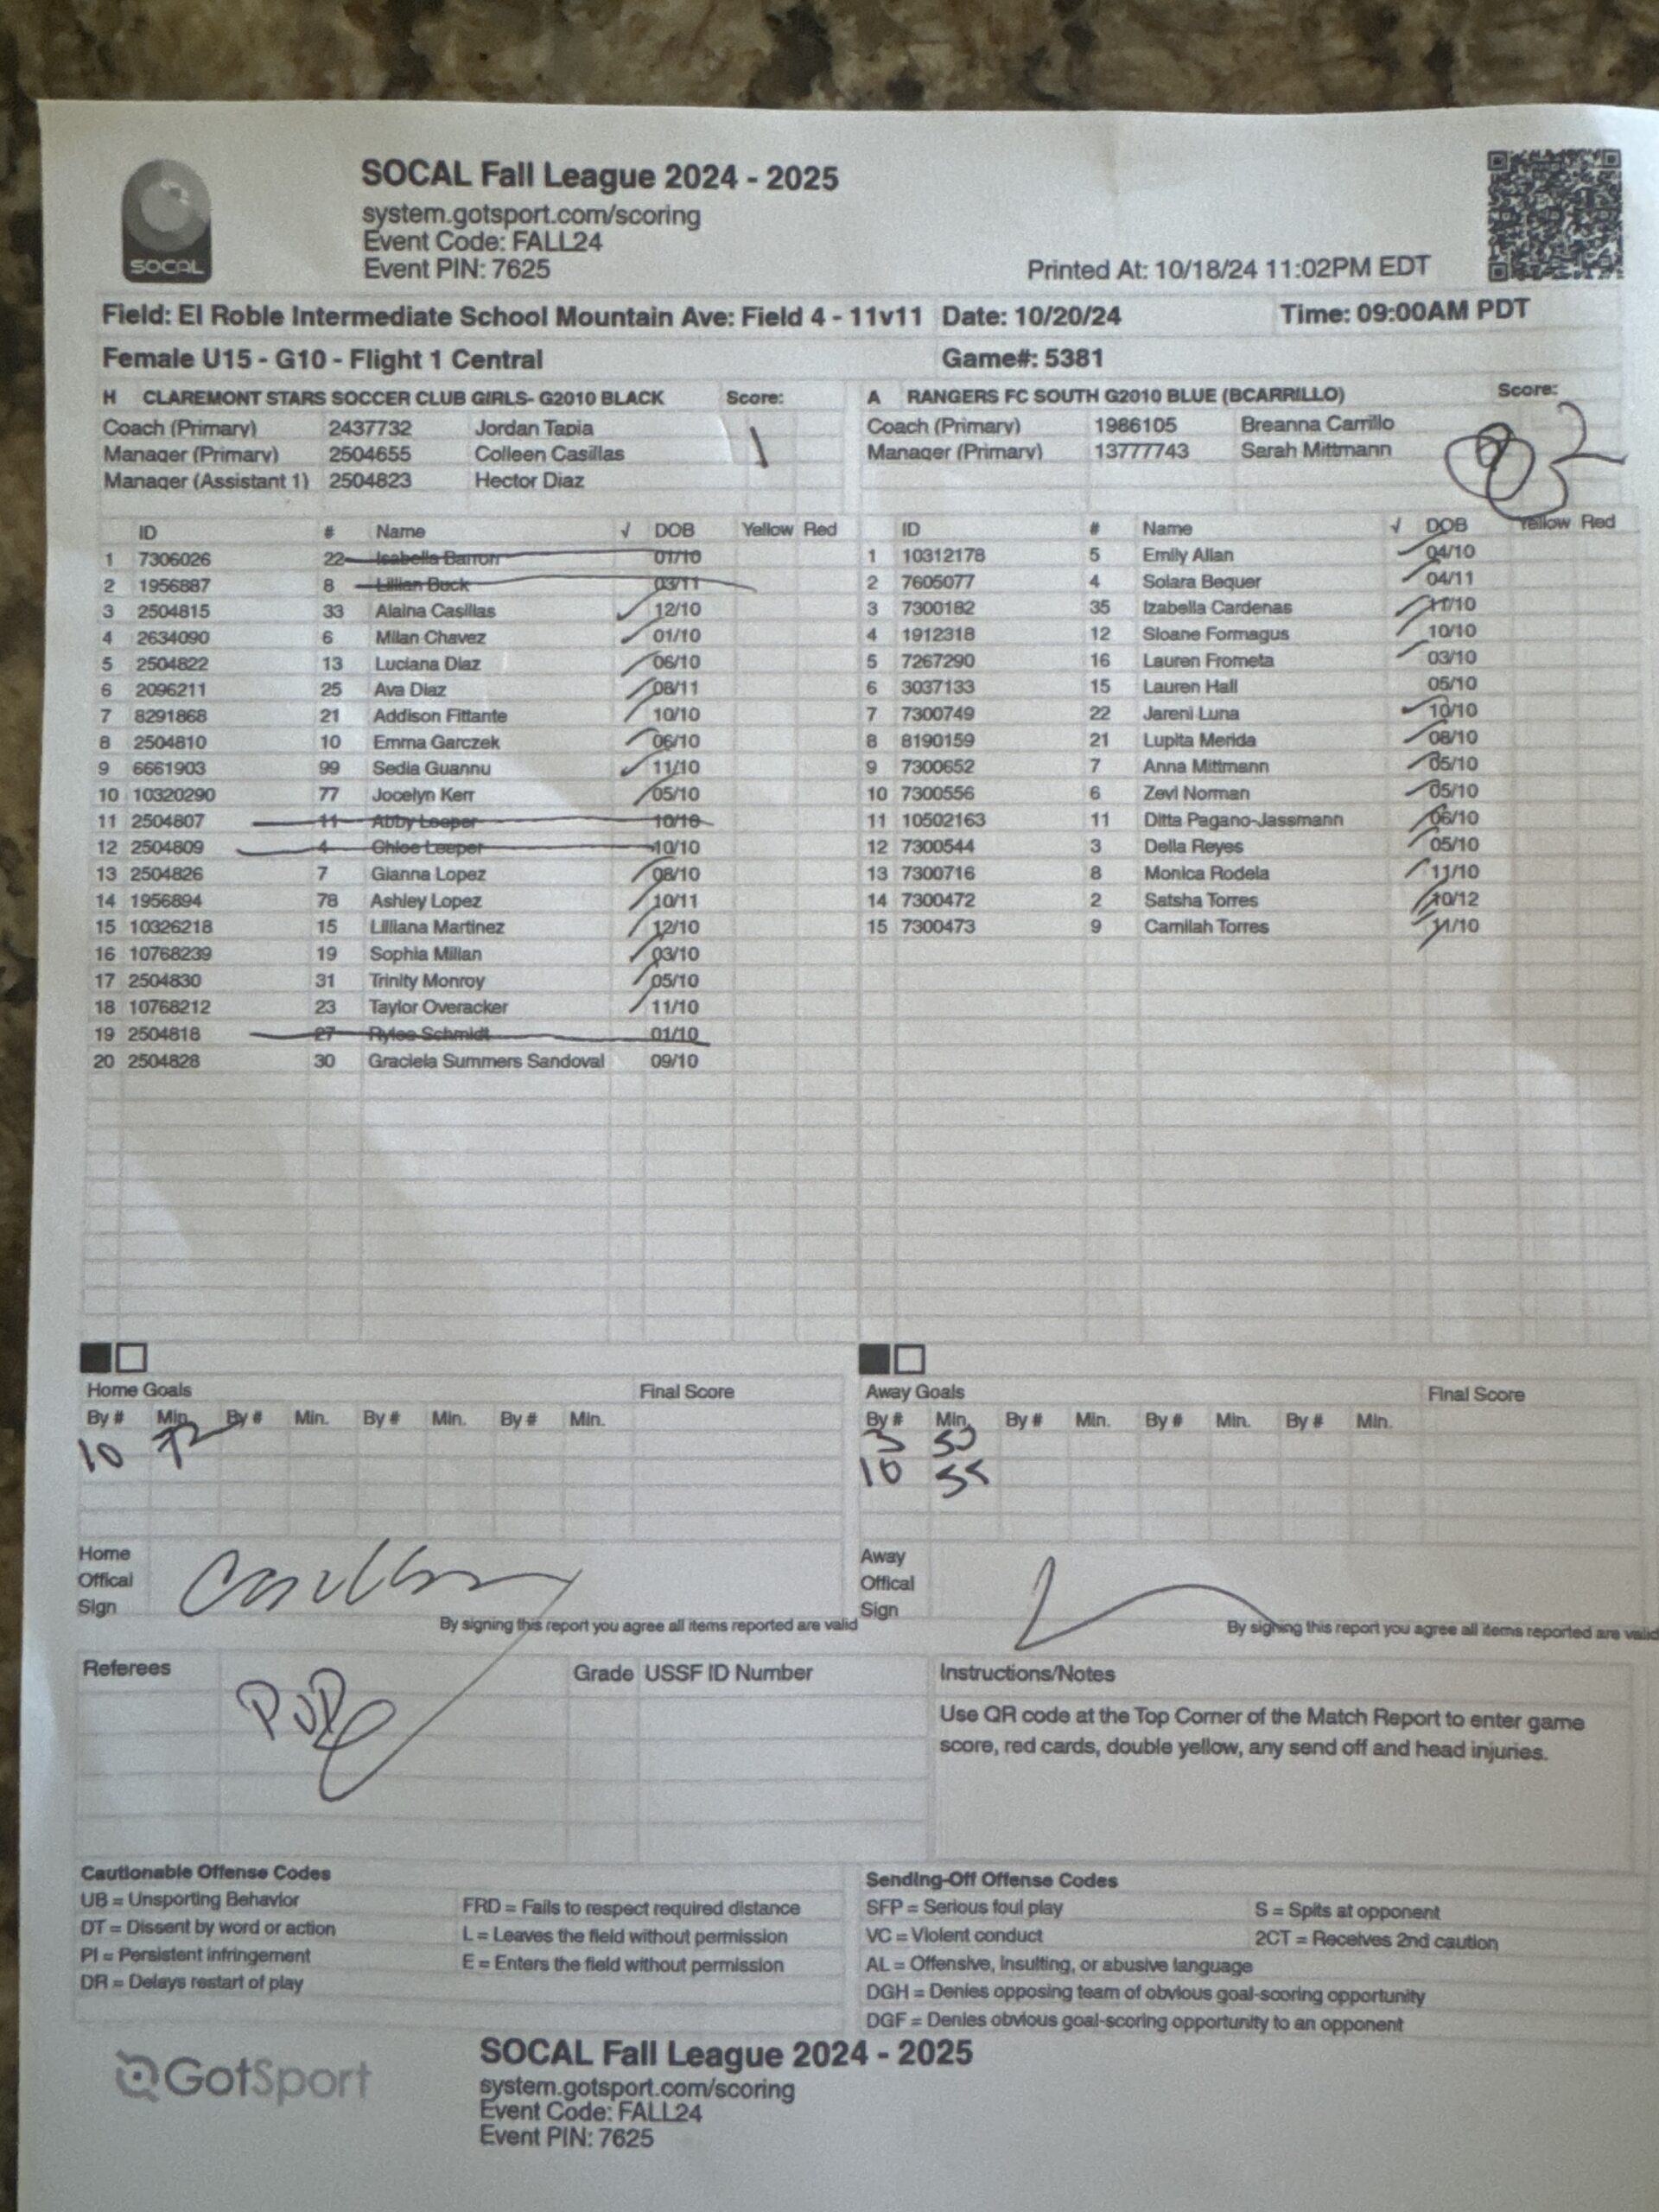 SOCAL Fall League 2024 - 2025
system.gotsport.com/scoring
Event Code: FALL24
Event PIN: 7625
SOCAL
Printed At: 10/18/24 11:02PM EDT
Field: El Roble Intermediate School Mountain Ave: Field 4 - 11v11 Date: 10/20/24 Time: 09:00AM PDT
Female U15 - G10 - Flight 1 Central Game#: 5381
H CLAREMONT STARS SOCCER CLUB GIRLS- G2010 BLACK Score: 1
Coach (Primary) 2437732 Jordan Tapia
Manager (Primary) 2504655 Colleen Casillas
Manager (Assistant 1) 2504823 Hector Diaz
ID # Name √ DOB Yellow Red
1 7306026 22 Isabella Barron 01/10
2 1956887 8 Lillian Buck 03/11
3 2504815 33 Alaina Casillas ✓ 12/10
4 2634090 6 Milan Chavez ✓ 01/10
5 2504822 13 Luciana Diaz ✓ 06/10
6 2096211 25 Ava Diaz ✓ 08/11
7 8291868 21 Addison Fittante ✓ 10/10
8 2504810 10 Emma Garczek ✓ 06/10
9 6661903 99 Sedia Guannu ✓ 11/10
10 10320290 77 Jocelyn Kerr ✓ 05/10
11 2504807 11 Abby Leeper 10/10
12 2504809 4 Chloe Leeper 10/10
13 2504826 7 Gianna Lopez ✓ 08/10
14 1956894 78 Ashley Lopez ✓ 10/11
15 10326218 15 Lilliana Martinez ✓ 12/10
16 10768239 19 Sophia Millan ✓ 03/10
17 2504830 31 Trinity Monroy ✓ 05/10
18 10768212 23 Taylor Overacker ✓ 11/10
19 2504818 27 Rylee Schmidt 01/10
20 2504828 30 Graciela Summers Sandoval 09/10
A RANGERS FC SOUTH G2010 BLUE (BCARRILLO) Score: 2
Coach (Primary) 1986105 Breanna Carrillo
Manager (Primary) 13777743 Sarah Mittmann
ID # Name √ DOB Yellow Red
1 10312178 5 Emily Allan ✓ 04/10
2 7605077 4 Solara Bequer ✓ 04/11
3 7300182 35 Izabella Cardenas ✓ 11/10
4 1912318 12 Sloane Formagus ✓ 10/10
5 7267290 16 Lauren Frometa ✓ 03/10
6 3037133 15 Lauren Hall 05/10
7 7300749 22 Jareni Luna ✓ 10/10
8 8190159 21 Lupita Merida ✓ 08/10
9 7300652 7 Anna Mittmann ✓ 05/10
10 7300556 6 Zevi Norman ✓ 05/10
11 10502163 11 Ditta Pagano-Jassmann ✓ 06/10
12 7300544 3 Della Reyes ✓ 05/10
13 7300716 8 Monica Rodela ✓ 11/10
14 7300472 2 Satsha Torres ✓ 10/12
15 7300473 9 Camilah Torres ✓ 11/10
Home Goals Final Score
By # Min. By # Min. By # Min. By # Min.
10 72
Away Goals Final Score
By # Min. By # Min. By # Min. By # Min.
3
16 55
Home
Offical
Sign
By signing this report you agree all items reported are valid
Away
Offical
Sign
By signing this report you agree all items reported are valid
Referees Grade USSF ID Number
Instructions/Notes
Use QR code at the Top Corner of the Match Report to enter game
score, red cards, double yellow, any send off and head injuries.
Cautionable Offense Codes
UB = Unsporting Behavior
DT = Dissent by word or action
PI = Persistent infringement
DR = Delays restart of play
FRD = Fails to respect required distance
L = Leaves the field without permission
E = Enters the field without permission
Sending-Off Offense Codes
SFP = Serious foul play
VC = Violent conduct
AL = Offensive, insulting, or abusive language
DGH = Denies opposing team of obvious goal-scoring opportunity
DGF = Denies obvious goal-scoring opportunity to an opponent
S = Spits at opponent
2CT = Receives 2nd caution
GotSport
SOCAL Fall League 2024 - 2025
system.gotsport.com/scoring
Event Code: FALL24
Event PIN: 7625